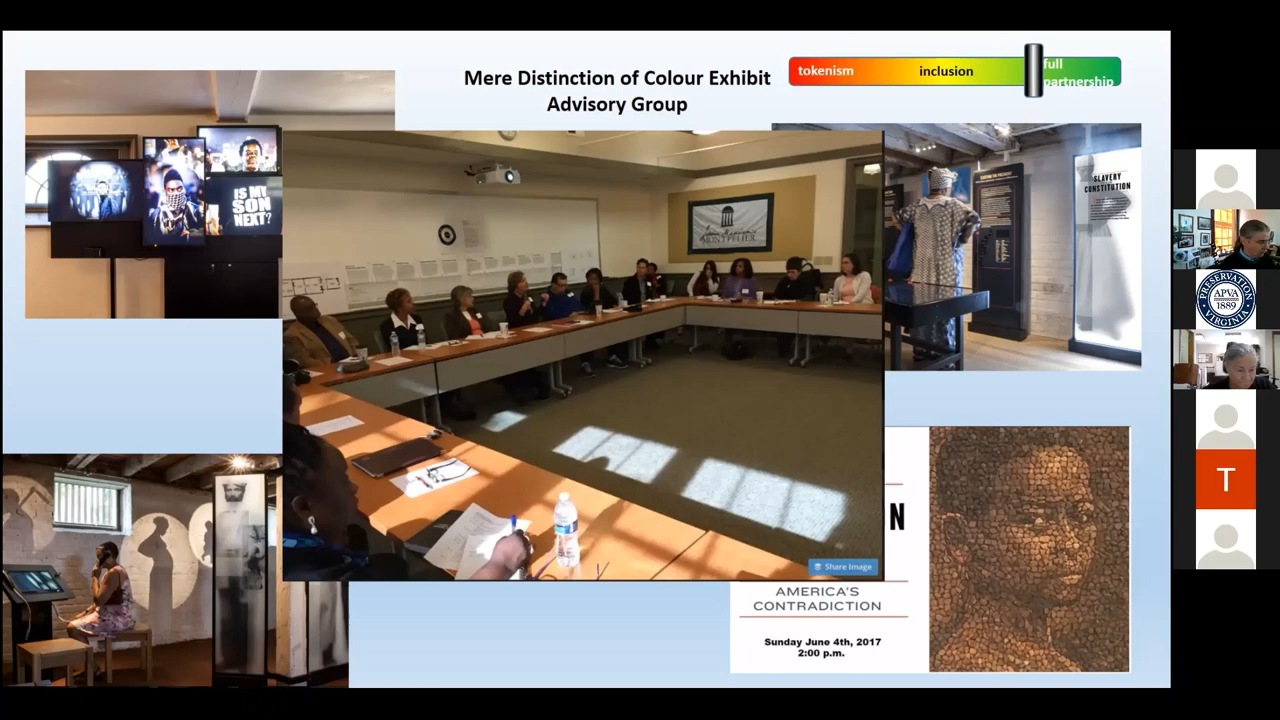 Mere Distinction of Colour Exhibit
Advisory Group
tokenism
inclusion
full
partnership
IS MY
SON
NEXT?
MONTPELIER
SLAVERY
CONSTITUTION
N
Share Image
AMERICA'S
CONTRADICTION
Sunday June 4th, 2017
2:00 p.m.
PRESERVATION
APVA
1889
VIRGINIA
T